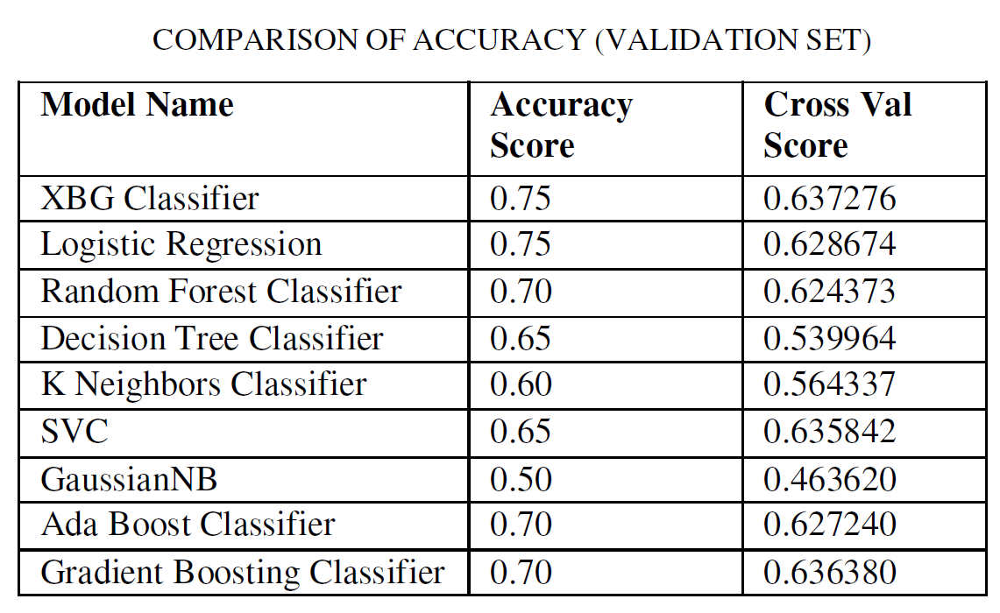 COMPARISON OF ACCURACY (VALIDATION SET)
Model Name Accuracy Score Cross Val Score
XBG Classifier 0.75 0.637276
Logistic Regression 0.75 0.628674
Random Forest Classifier 0.70 0.624373
Decision Tree Classifier 0.65 0.539964
K Neighbors Classifier 0.60 0.564337
SVC 0.65 0.635842
GaussianNB 0.50 0.463620
Ada Boost Classifier 0.70 0.627240
Gradient Boosting Classifier 0.70 0.636380